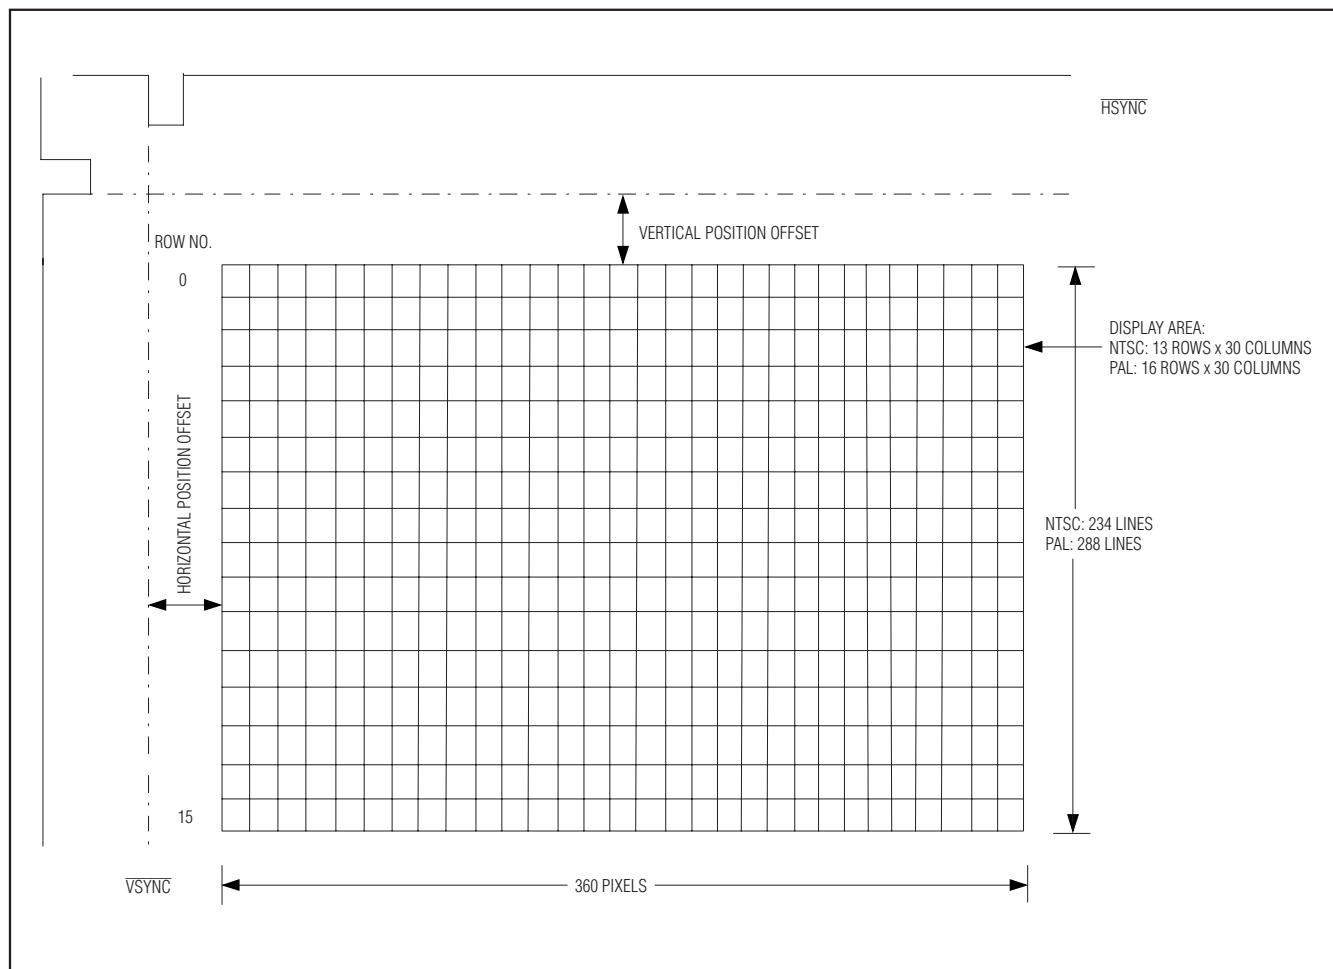 HSYNC
VERTICAL POSITION OFFSET
ROW NO.
0
DISPLAY AREA:
NTSC: 13 ROWS x 30 COLUMNS
PAL: 16 ROWS x 30 COLUMNS
HORIZONTAL POSITION OFFSET
NTSC: 234 LINES
PAL: 288 LINES
15
VSYNC
360 PIXELS